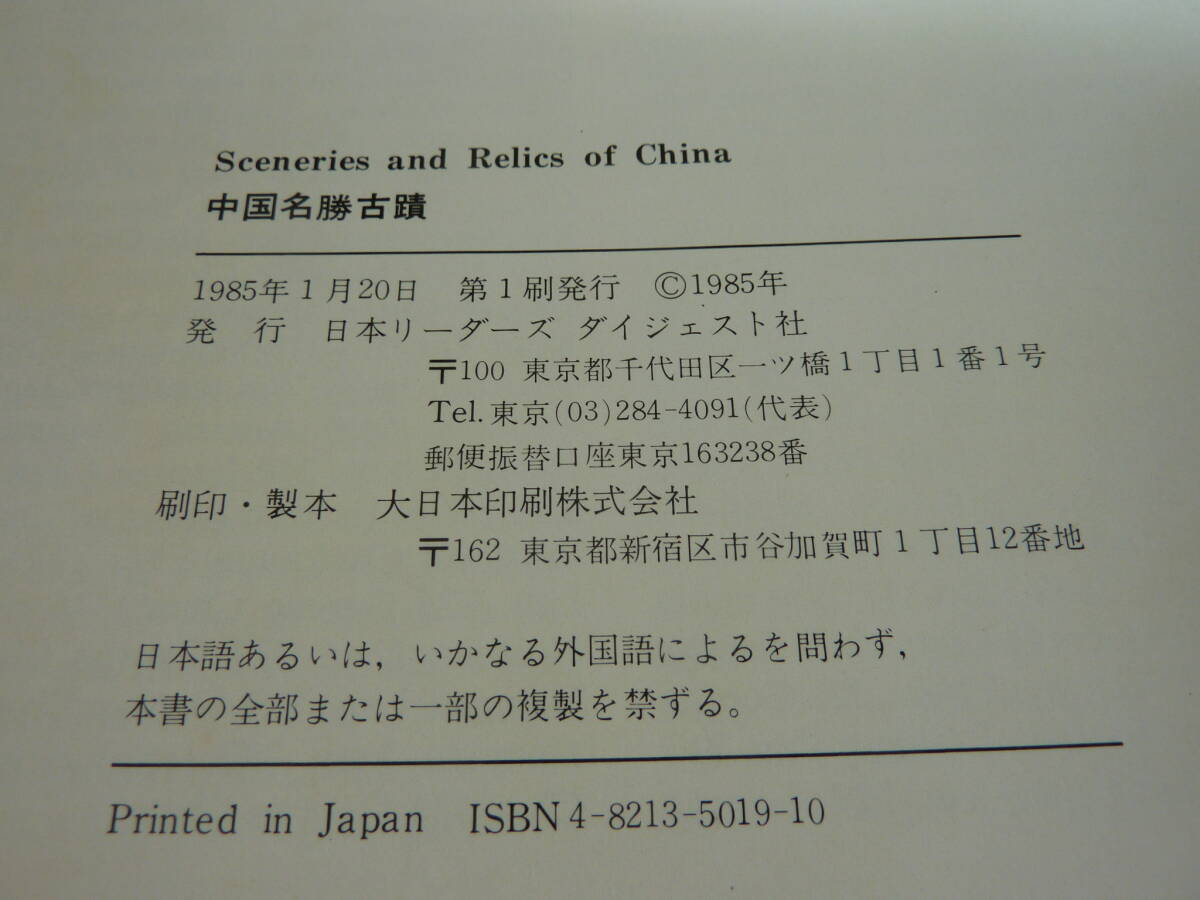 Sceneries and Relics of China
中国名勝古蹟
1985年1月20日 第1刷発行 ©1985年
発 行 日本リーダーズ ダイジェスト社
〒100 東京都千代田区一ツ橋1丁目1番1号
Tel.東京(03)284-4091(代表)
郵便振替口座東京163238番
刷印・製本 大日本印刷株式会社
〒162 東京都新宿区市谷加賀町1丁目12番地
日本語あるいは,いかなる外国語によるを問わず,
本書の全部または一部の複製を禁ずる。
Printed in Japan ISBN4-8213-5019-10